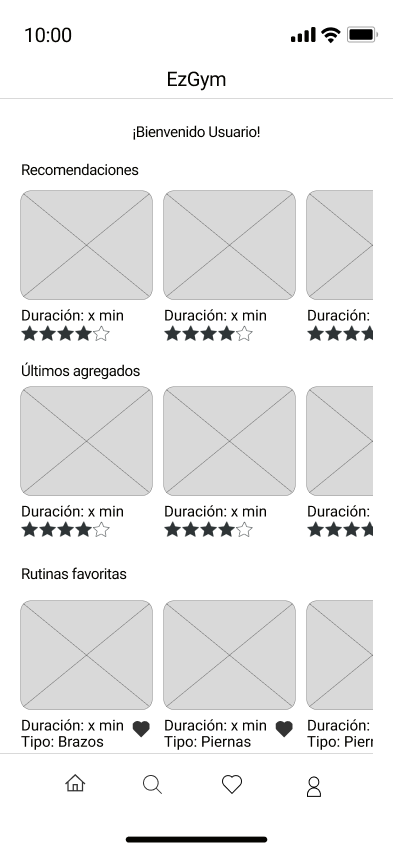 10:00
EzGym
¡Bienvenido Usuario!
Recomendaciones
Duración: x min Duración: x min Duración:
Últimos agregados
Duración: x min Duración: x min Duración:
Rutinas favoritas
Duración: x min Duración: x min Duración:
Tipo: Brazos Tipo: Piernas Tipo: Pier